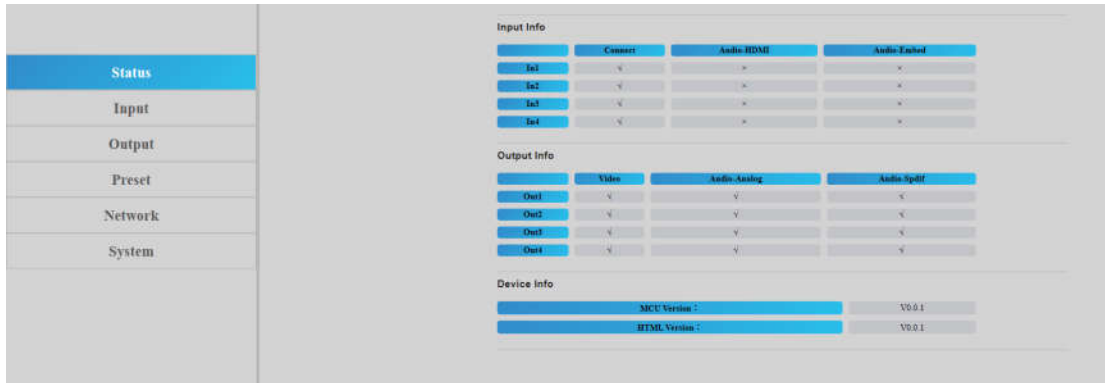 Status
Input
Output
Preset
Network
System
Input Info
Connect Audio-HDMI Audio-Embed
In1 √ × ×
In2 √ × ×
In3 √ × ×
In4 √ × ×
Output Info
Video Audio-Analog Audio-Spdif
Out1 √ √ √
Out2 √ √ √
Out3 √ √ √
Out4 √ √ √
Device Info
MCU Version： V0.0.1
HTML Version： V0.0.1